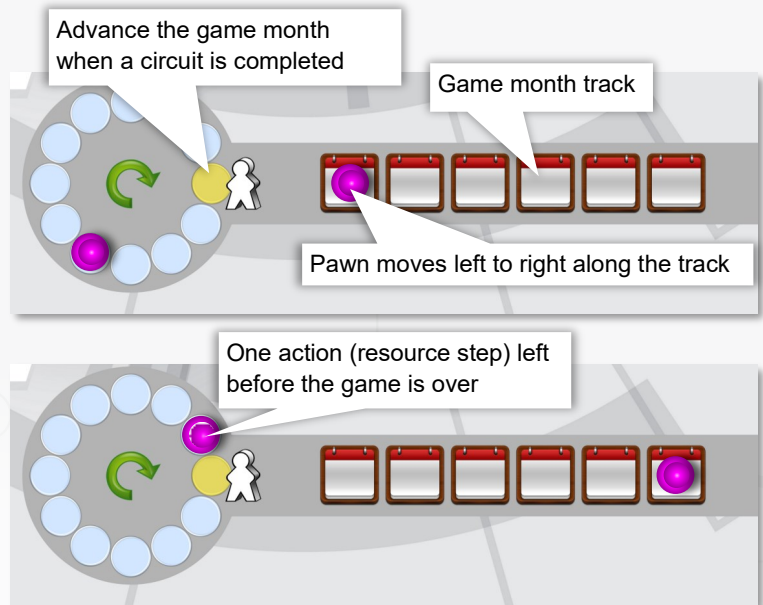 Advance the game month
when a circuit is completed
Game month track
Pawn moves left to right along the track
One action (resource step) left
before the game is over